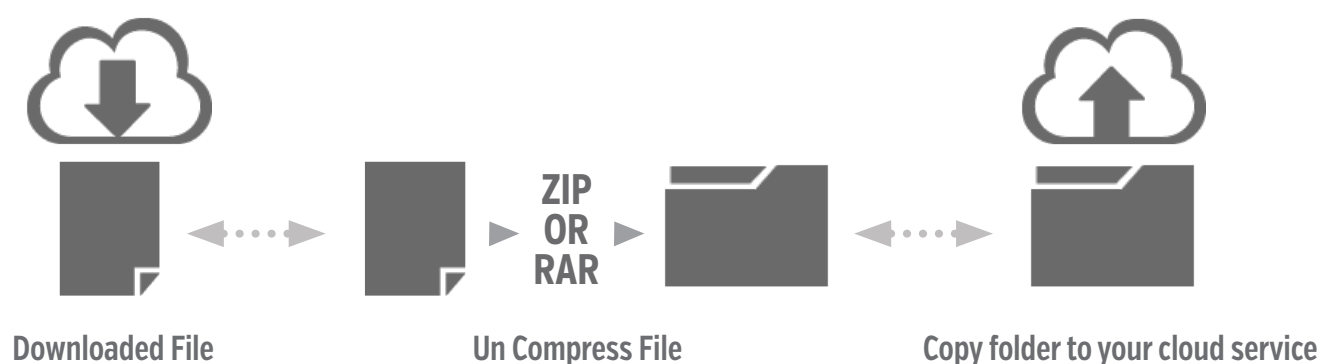 ZIP
OR
RAR
Downloaded File
Un Compress File
Copy folder to your cloud service